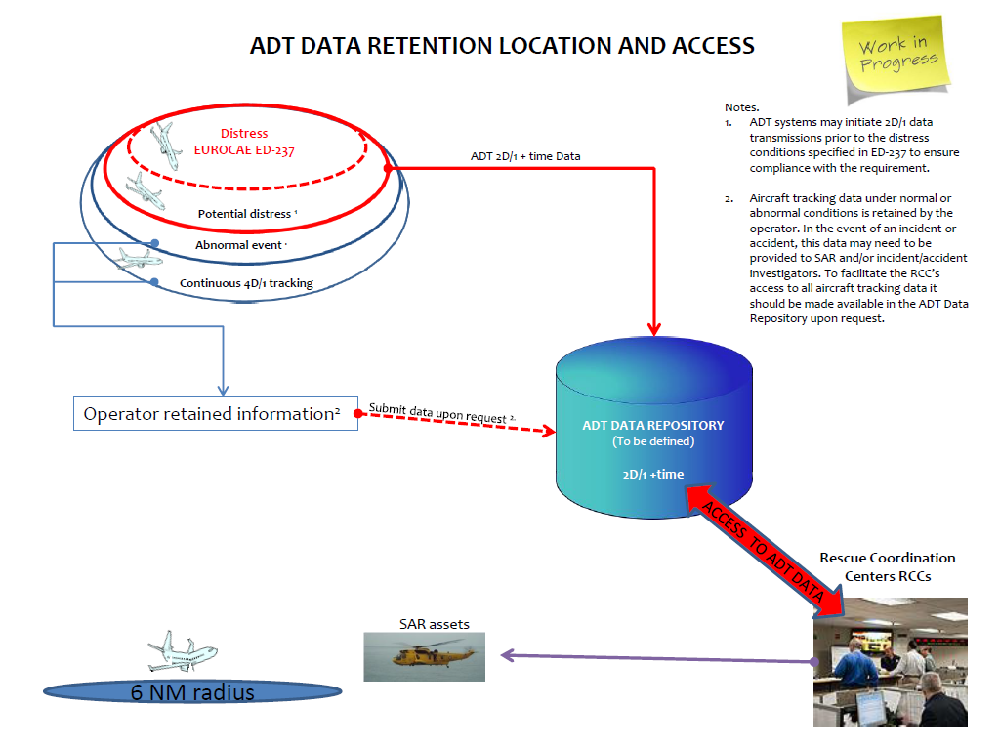 ADT DATA RETENTION LOCATION AND ACCESS
Work in
Progress
Distress
EUROCAE ED-237
Potential distress ¹
Abnormal event ·
Continuous 4D/1 tracking
ADT 2D/1 + time Data
Notes.
1. ADT systems may initiate 2D/1 data
transmissions prior to the distress
conditions specified in ED-237 to ensure
compliance with the requirement.
2. Aircraft tracking data under normal or
abnormal conditions is retained by the
operator. In the event of an incident or
accident, this data may need to be
provided to SAR and/or incident/accident
investigators. To facilitate the RCC's
access to all aircraft tracking data it
should be made available in the ADT Data
Repository upon request.
Operator retained information²
Submit data upon request ²·
ADT DATA REPOSITORY
(To be defined)
2D/1 +time
ACCESS TO ADT DATA
Rescue Coordination
Centers RCCs
SAR assets
6 NM radius